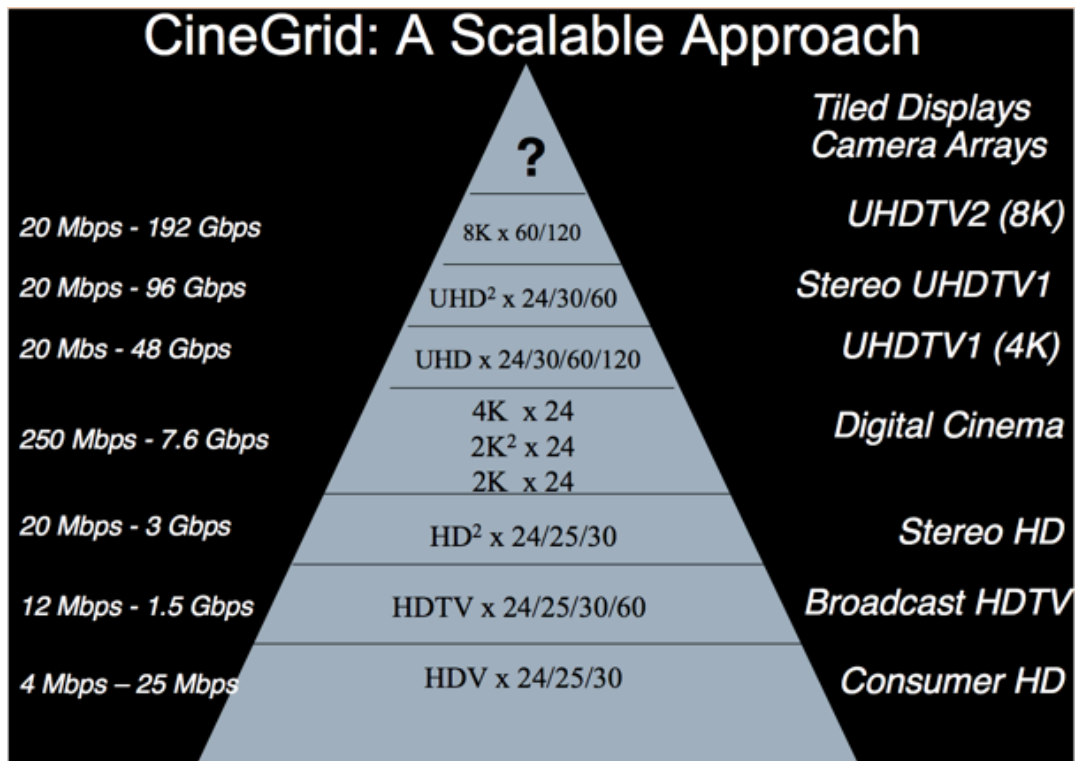 CineGrid: A Scalable Approach
Tiled Displays
Camera Arrays
?
20 Mbps - 192 Gbps
8K x 60/120
UHDTV2 (8K)
20 Mbps - 96 Gbps
UHD² x 24/30/60
Stereo UHDTV1
20 Mbs - 48 Gbps
UHD x 24/30/60/120
UHDTV1 (4K)
250 Mbps - 7.6 Gbps
4K x 24
2K² x 24
2K x 24
Digital Cinema
20 Mbps - 3 Gbps
HD² x 24/25/30
Stereo HD
12 Mbps - 1.5 Gbps
HDTV x 24/25/30/60
Broadcast HDTV
4 Mbps – 25 Mbps
HDV x 24/25/30
Consumer HD